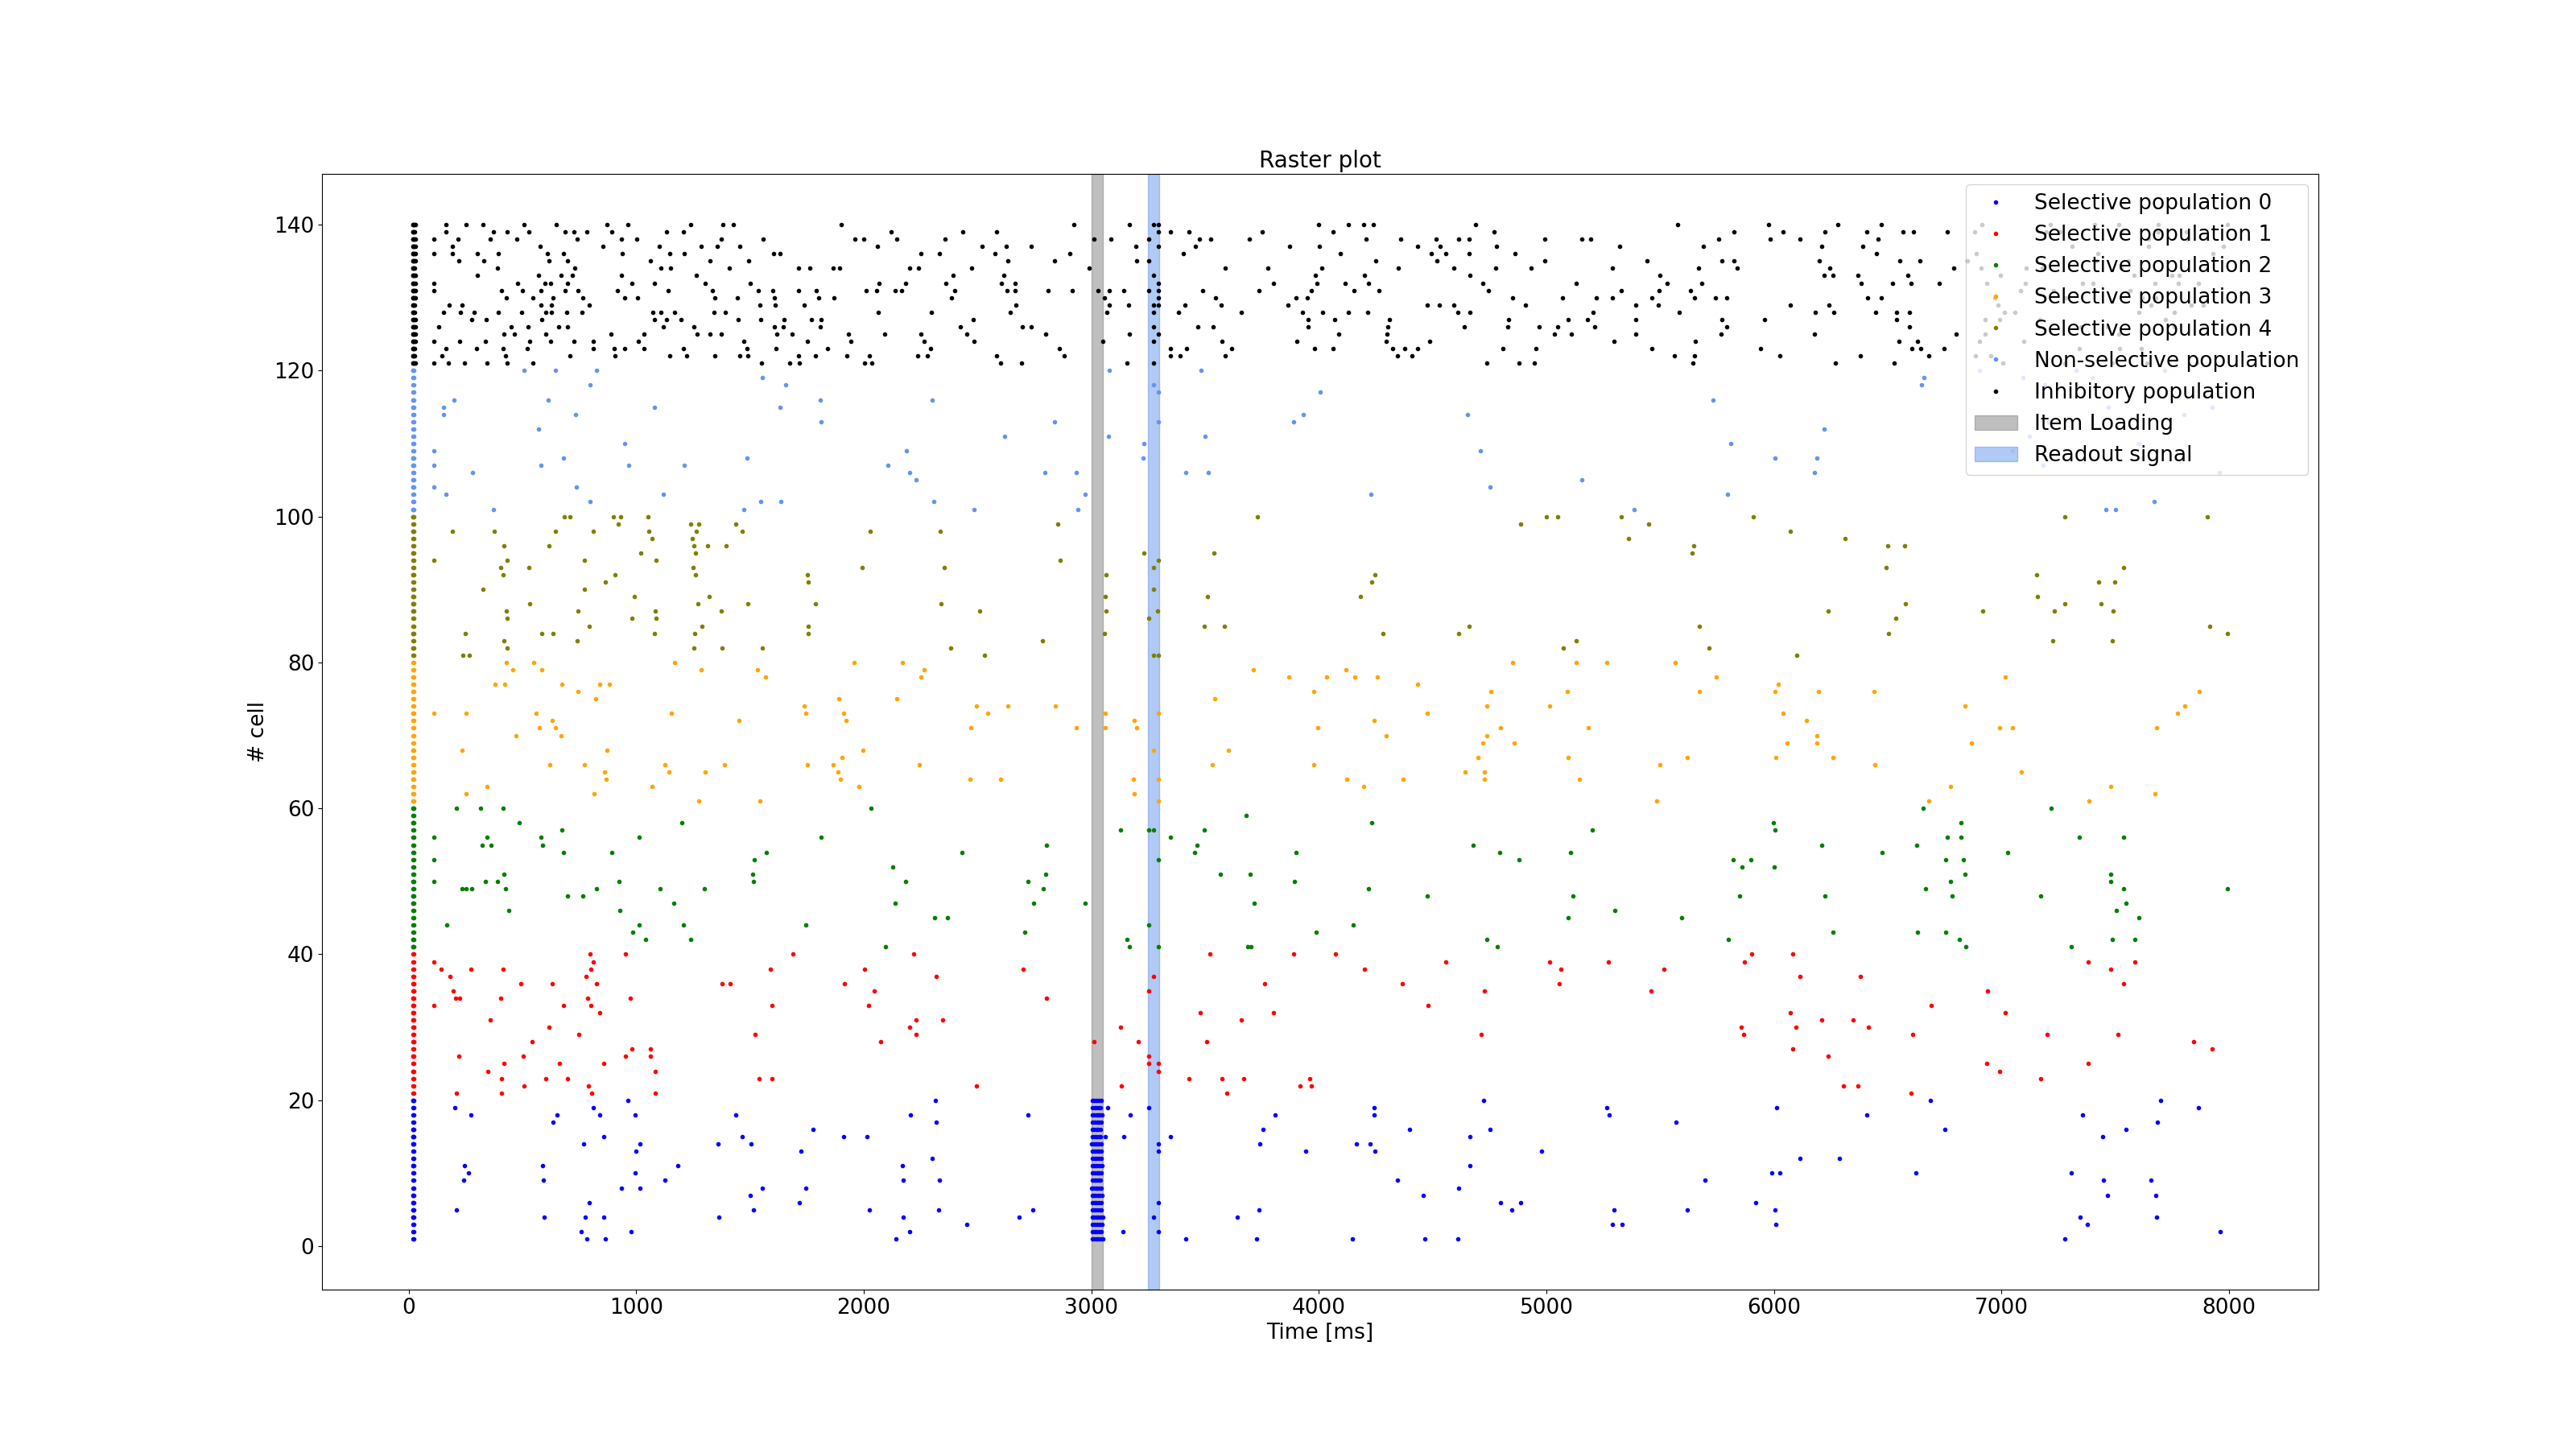 Raster plot
# cell
140
120
100
80
60
40
20
0
Selective population 0
Selective population 1
Selective population 2
Selective population 3
Selective population 4
Non-selective population
Inhibitory population
Item Loading
Readout signal
0 1000 2000 3000 4000 5000 6000 7000 8000
Time [ms]